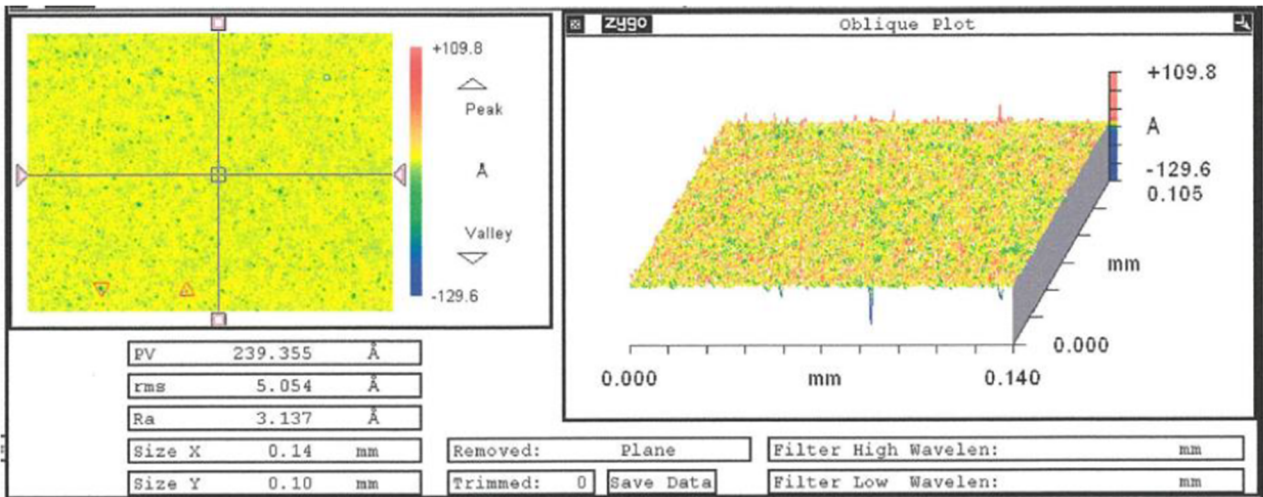 +109.8
Peak
Å
Valley
-129.6
PV 239.355 Å
rms 5.054 Å
Ra 3.137 Å
Size X 0.14 mm
Size Y 0.10 mm
zygo Oblique Plot
+109.8
A
-129.6
0.105
mm
0.000
0.000 mm 0.140
Removed: Plane
Trimmed: 0 Save Data
Filter High Wavelen: mm
Filter Low Wavelen: mm